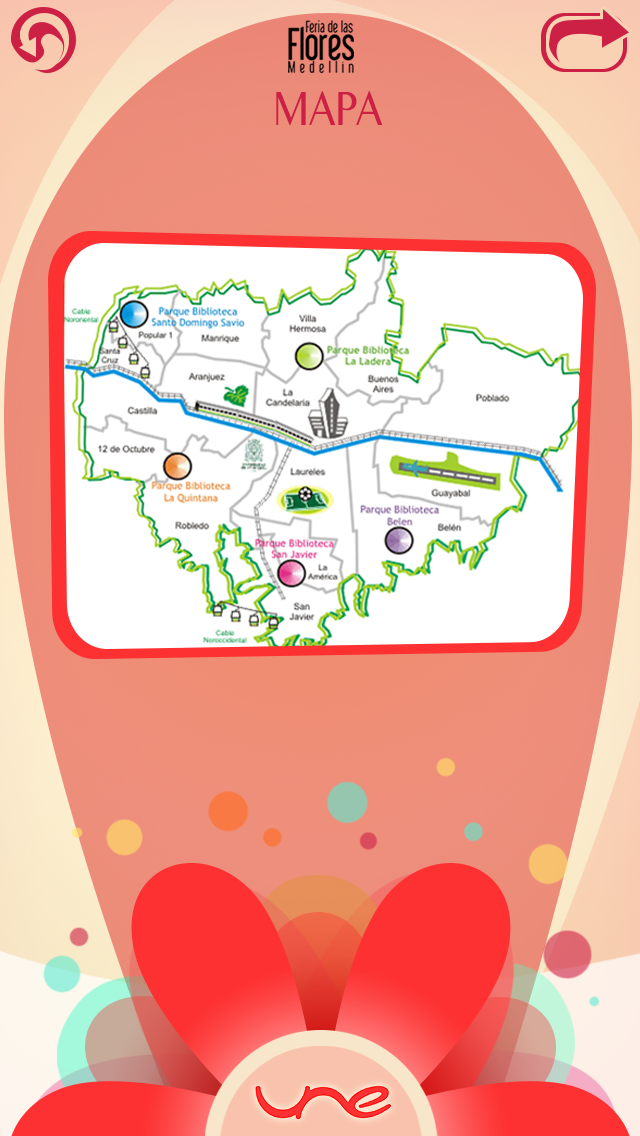 Feria de las
Flores
Medellín
MAPA
Cable
Nororiental
Parque Biblioteca
Santo Domingo Savio
Popular 1
Santa
Cruz
Manrique
Villa
Hermosa
Parque Biblioteca
La Ladera
Buenos
Aires
Poblado
Aranjuez
La
Candelaria
Castilla
12 de Octubre
Parque Biblioteca
La Quintana
Laureles
Guayabal
Parque Biblioteca
Belen
Belén
Robledo
Parque Biblioteca
San Javier
La
América
San
Javier
Cable
Noroccidental
une